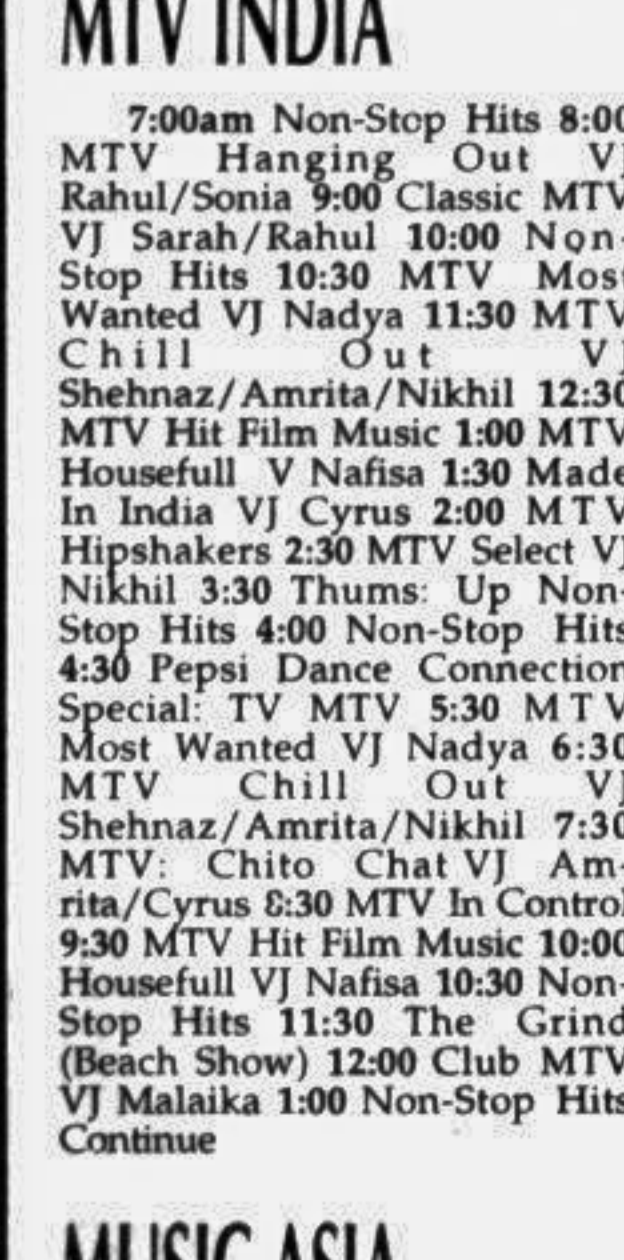 MTV INDIA
7:00am Non-Stop Hits 8:00
MTV Hanging Out VJ
Rahul/Sonia 9:00 Classic MTV
VJ Sarah/Rahul 10:00 Non-
Stop Hits 10:30 MTV Most
Wanted VJ Nadya 11:30 MTV
Chill Out VJ
Shehnaz/Amrita/Nikhil 12:30
MTV Hit Film Music 1:00 MTV
Housefull V Nafisa 1:30 Made
In India VJ Cyrus 2:00 MTV
Hipshakers 2:30 MTV Select VJ
Nikhil 3:30 Thums: Up Non-
Stop Hits 4:00 Non-Stop Hits
4:30 Pepsi Dance Connection
Special: TV MTV 5:30 MTV
Most Wanted VJ Nadya 6:30
MTV Chill Out VJ
Shehnaz/Amrita/Nikhil 7:30
MTV: Chito Chat VJ Am-
rita/Cyrus 8:30 MTV In Control
9:30 MTV Hit Film Music 10:00
Housefull VJ Nafisa 10:30 Non-
Stop Hits 11:30 The Grind
(Beach Show) 12:00 Club MTV
VJ Malaika 1:00 Non-Stop Hits
Continue
MUSIC ASIA